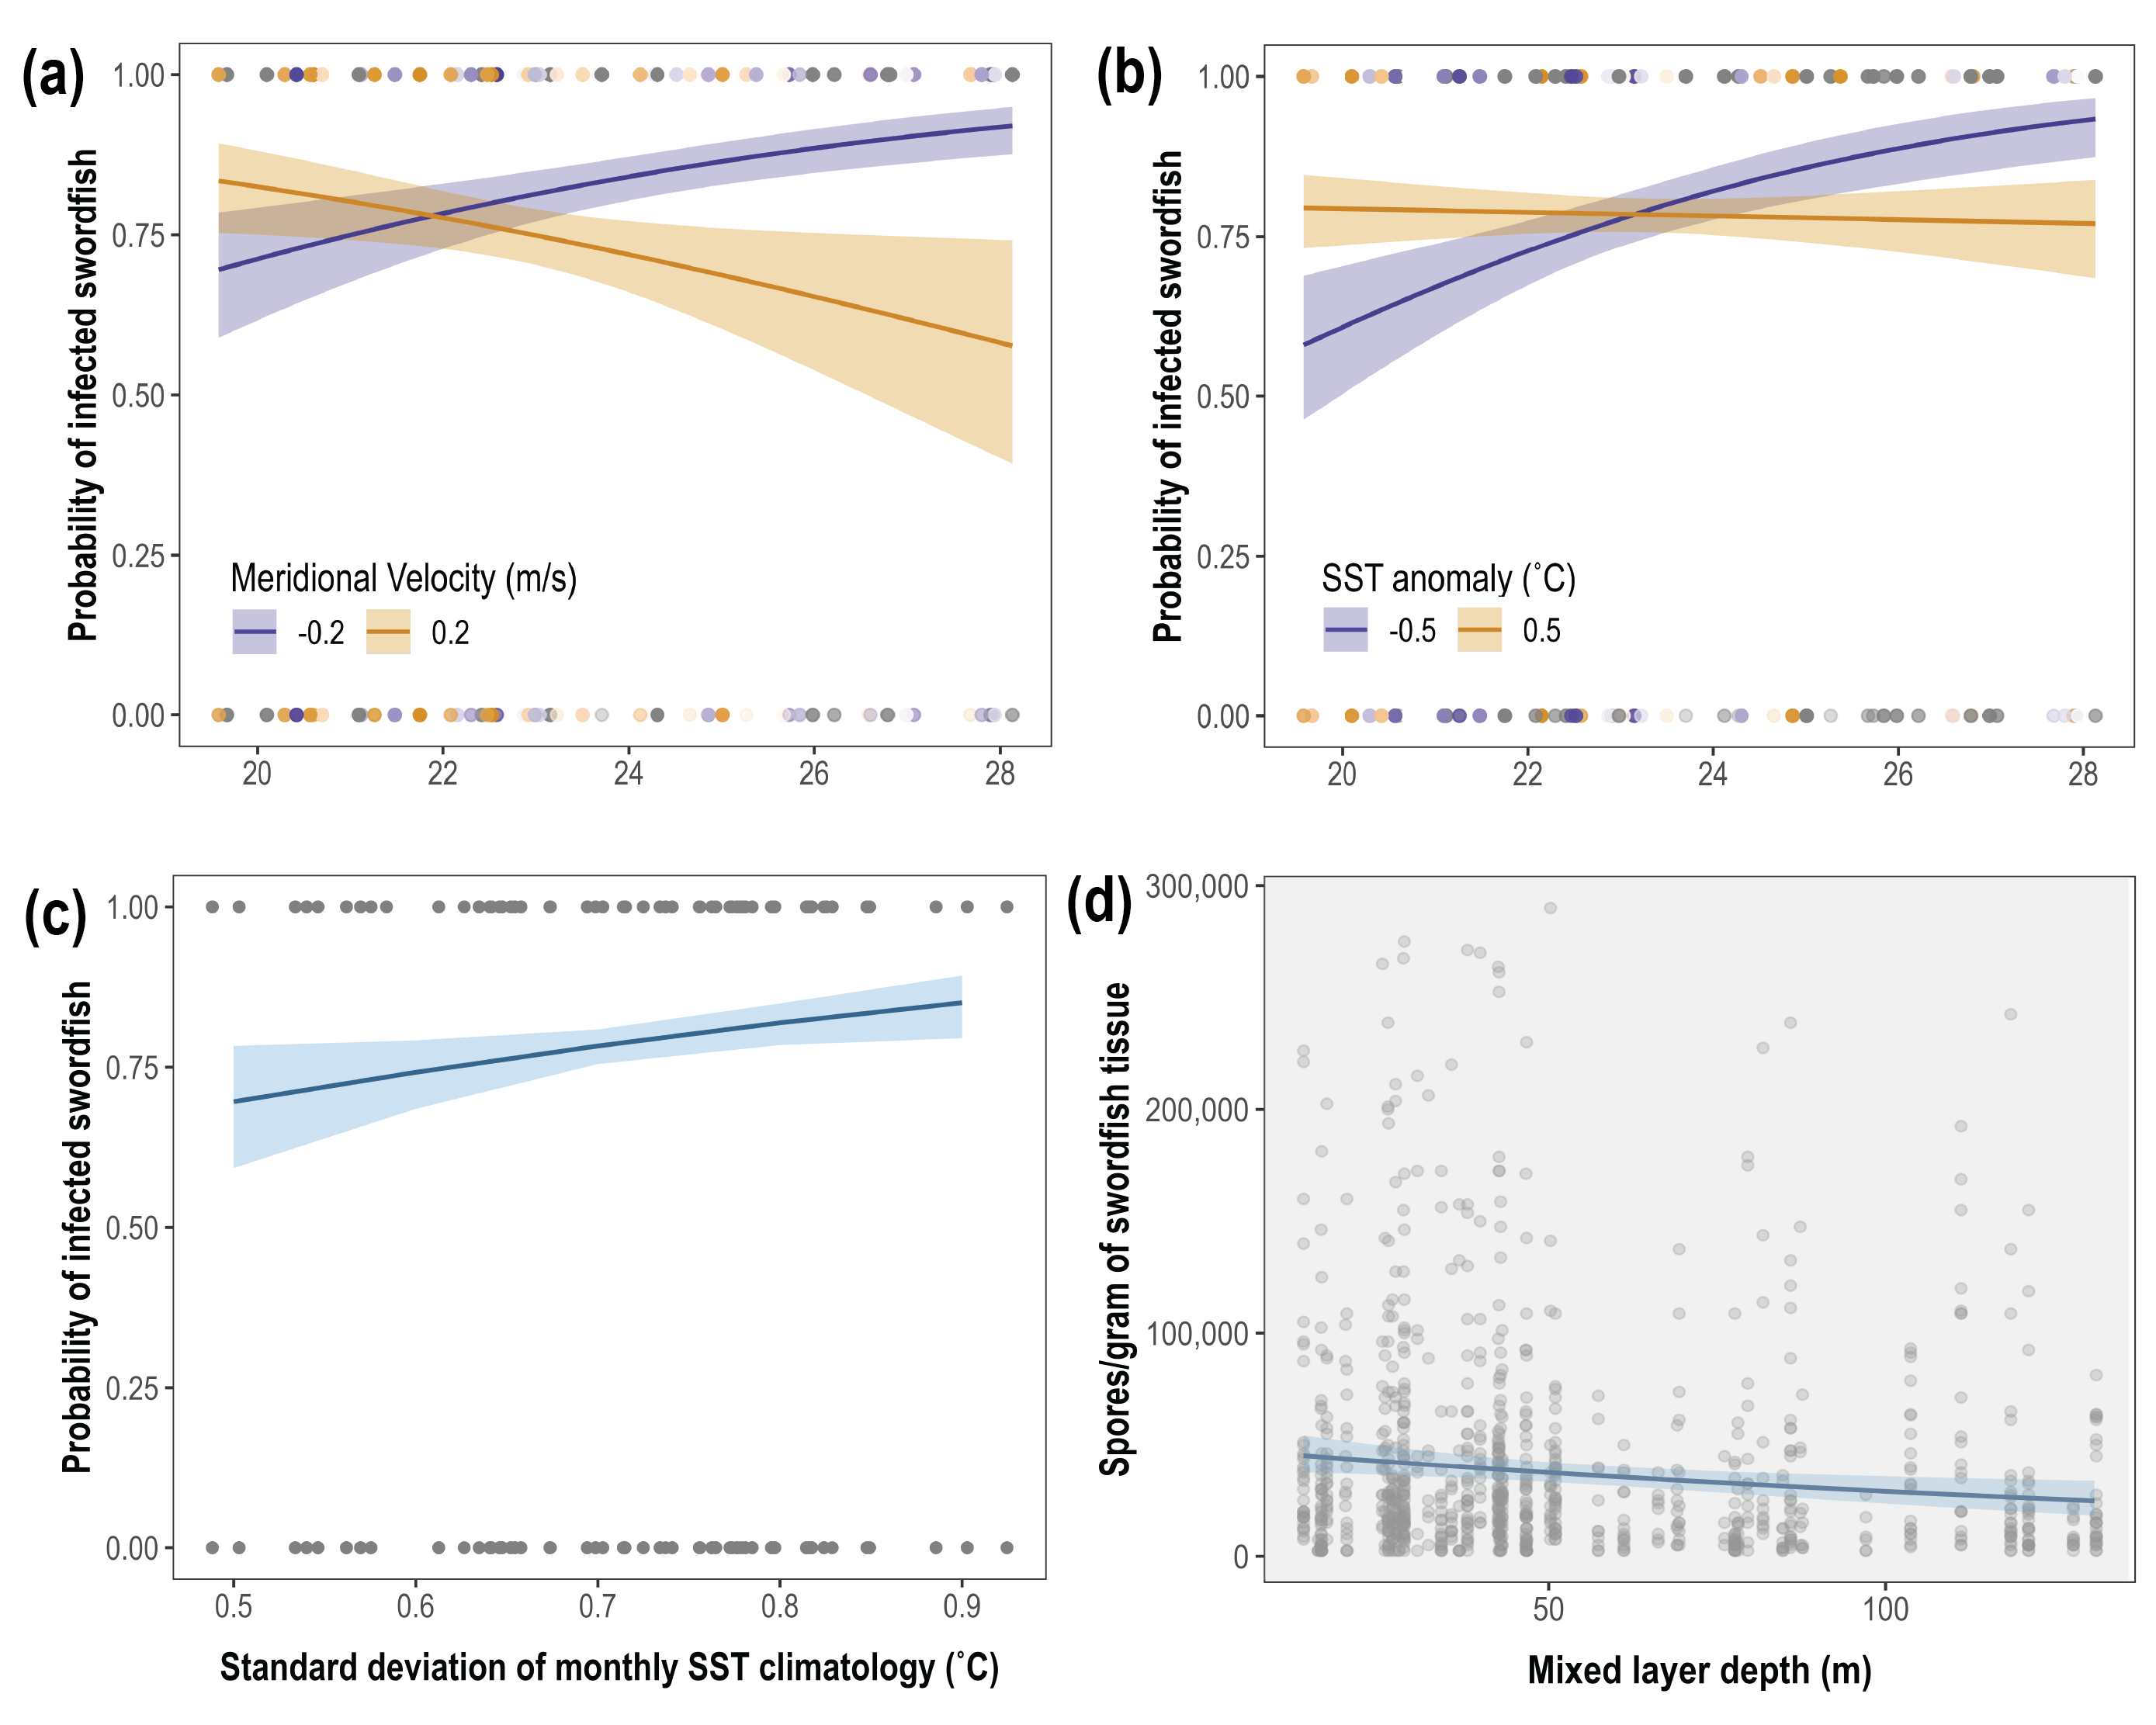 (a)
Probability of infected swordfish
1.00
0.75
0.50
0.25
0.00
Meridional Velocity (m/s)
-0.2 0.2
20 22 24 26 28
(b)
Probability of infected swordfish
1.00
0.75
0.50
0.25
0.00
SST anomaly (˚C)
-0.5 0.5
20 22 24 26 28
(c)
Probability of infected swordfish
1.00
0.75
0.50
0.25
0.00
0.5 0.6 0.7 0.8 0.9
Standard deviation of monthly SST climatology (˚C)
(d)
Spores/gram of swordfish tissue
300,000
200,000
100,000
0
50 100
Mixed layer depth (m)